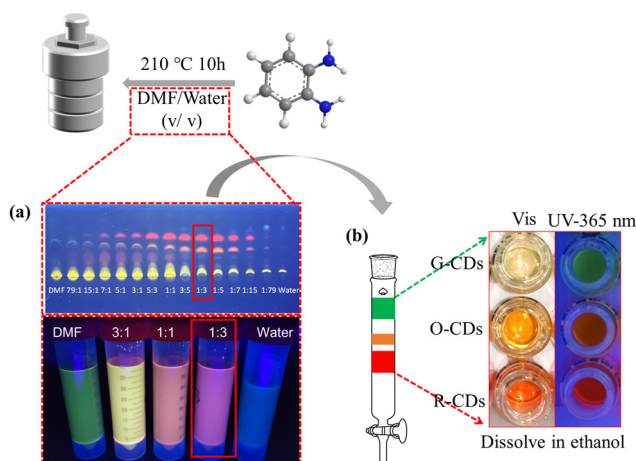 210 ℃ 10h
DMF/Water
(v/ v)
(a)
DMF 79:1 15:1 7:1 5:1 3:1 5:3 1:1 3:5 1:3 1:5 1:7 1:15 1:79 Water
DMF 3:1 1:1 1:3 Water
(b)
Vis UV-365 nm
G-CDs
O-CDs
R-CDs
Dissolve in ethanol